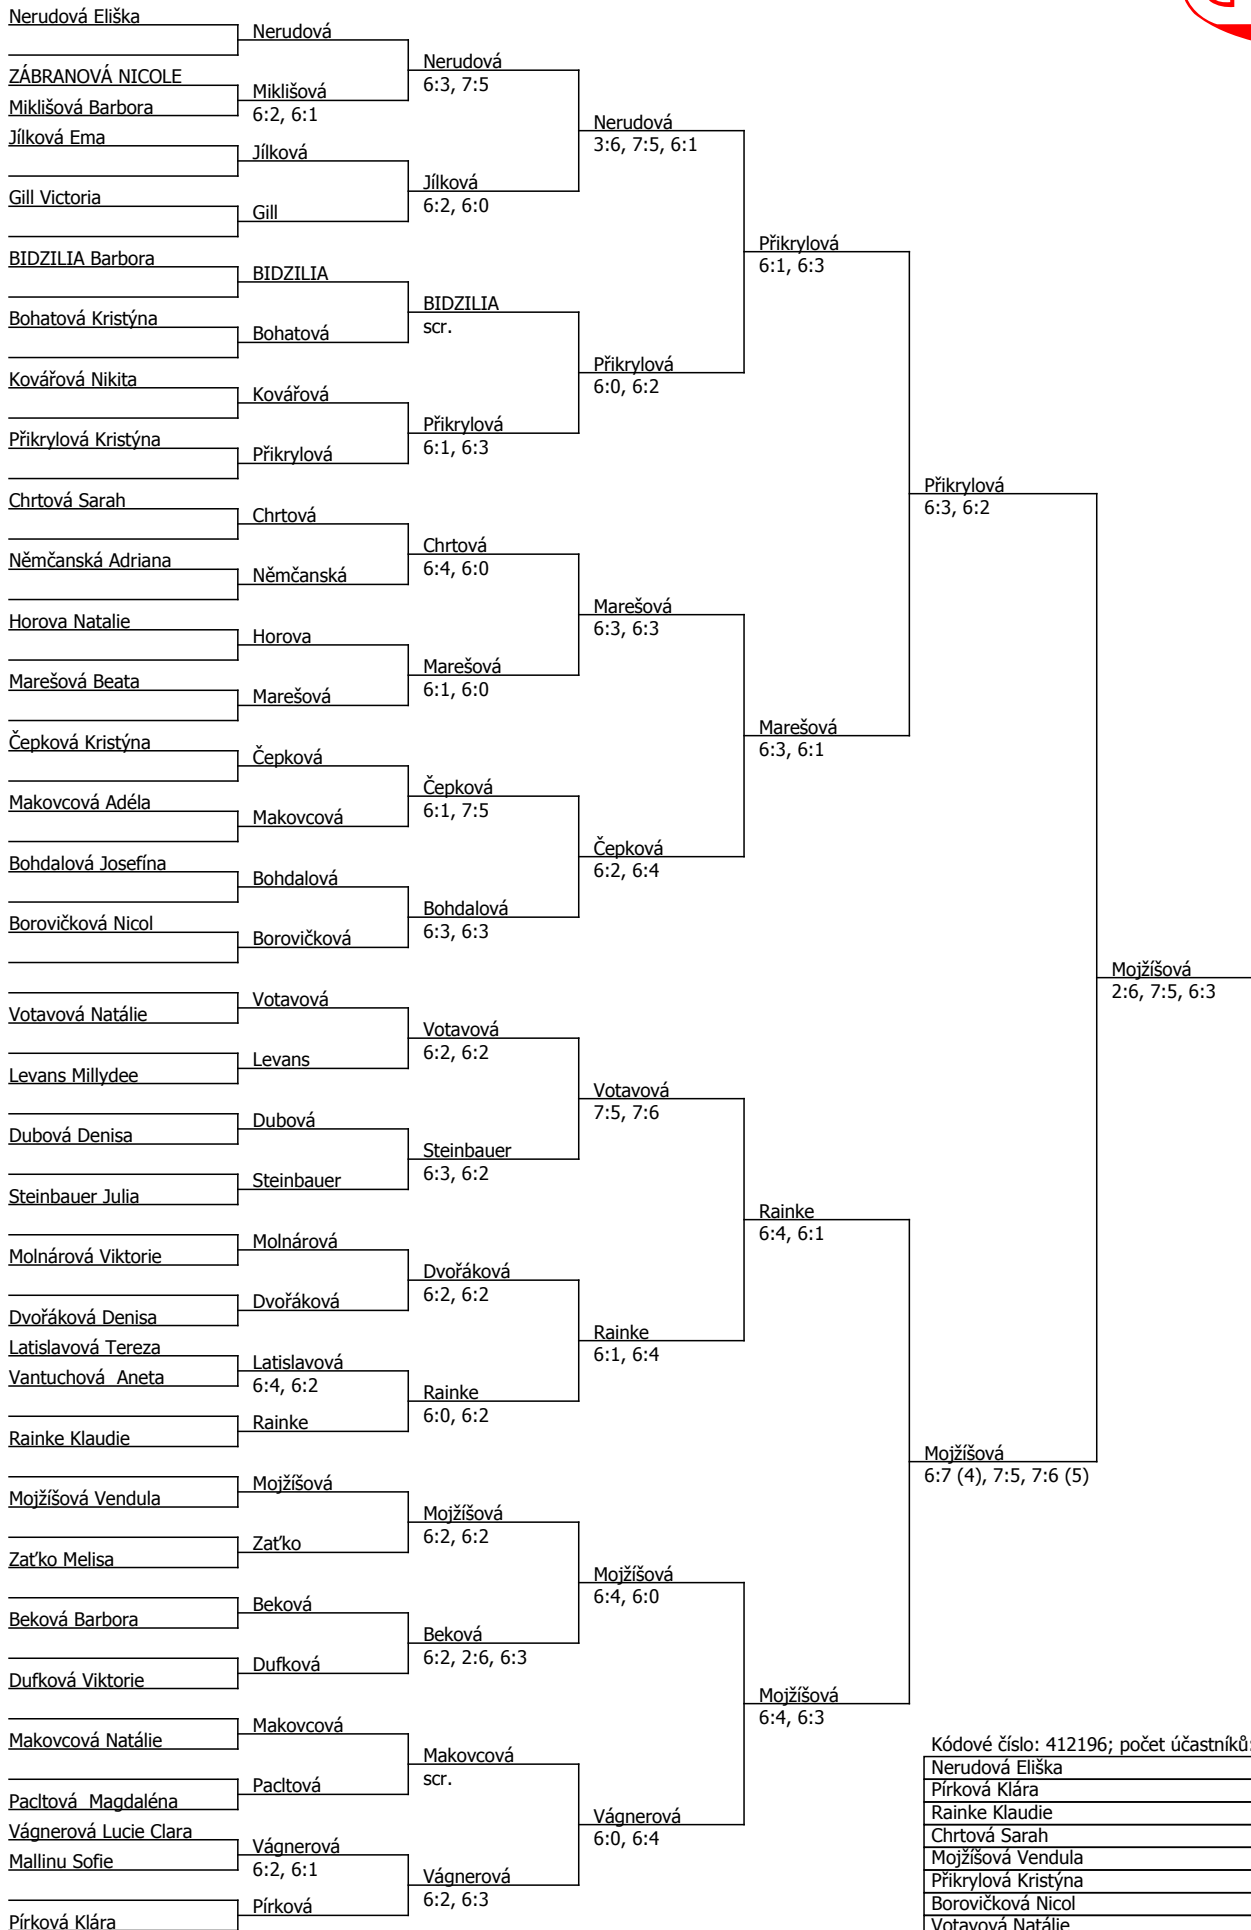 Nerudová Eliška
ZÁBRANOVÁ NICOLE
Miklišová Barbora
Jílková Ema
Gill Victoria
BIDZILIA Barbora
Bohatová Kristýna
Kovářová Nikita
Přikrylová Kristýna
Chrtová Sarah
Němčanská Adriana
Horova Natalie
Marešová Beata
Čepková Kristýna
Makovcová Adéla
Bohdalová Josefína
Borovičková Nicol
Votavová Natálie
Levans Millydee
Dubová Denisa
Steinbauer Julia
Molnárová Viktorie
Dvořáková Denisa
Latislavová Tereza
Vantuchová  Aneta
Rainke Klaudie
Mojžíšová Vendula
Zaťko Melisa
Beková Barbora
Dufková Viktorie
Makovcová Natálie
Pacltová  Magdaléna
Vágnerová Lucie Clara
Mallinu Sofie
Pírková Klára
Nerudová
Miklišová
6:2, 6:1
Jílková
Gill
BIDZILIA
Bohatová
Kovářová
Přikrylová
Chrtová
Němčanská
Horova
Marešová
Čepková
Makovcová
Bohdalová
Borovičková
Votavová
Levans
Dubová
Steinbauer
Molnárová
Dvořáková
Latislavová
6:4, 6:2
Rainke
Mojžíšová
Zaťko
Beková
Dufková
Makovcová
Pacltová
Vágnerová
6:2, 6:1
Pírková
Nerudová
6:3, 7:5
Jílková
6:2, 6:0
BIDZILIA
scr.
Přikrylová
6:1, 6:3
Chrtová
6:4, 6:0
Marešová
6:1, 6:0
Čepková
6:1, 7:5
Bohdalová
6:3, 6:3
Votavová
6:2, 6:2
Steinbauer
6:3, 6:2
Dvořáková
6:2, 6:2
Rainke
6:0, 6:2
Mojžíšová
6:2, 6:2
Beková
6:2, 2:6, 6:3
Makovcová
scr.
Vágnerová
6:2, 6:3
Nerudová
3:6, 7:5, 6:1
Přikrylová
6:0, 6:2
Marešová
6:3, 6:3
Čepková
6:2, 6:4
Votavová
7:5, 7:6
Rainke
6:1, 6:4
Mojžíšová
6:4, 6:0
Vágnerová
6:0, 6:4
Přikrylová
6:1, 6:3
Marešová
6:3, 6:1
Rainke
6:4, 6:1
Mojžíšová
6:4, 6:3
Přikrylová
6:3, 6:2
Mojžíšová
6:7 (4), 7:5, 7:6 (5)
Mojžíšová
2:6, 7:5, 6:3
Kódové číslo: 412196; počet účastníků:
Nerudová Eliška
Pírková Klára
Rainke Klaudie
Chrtová Sarah
Mojžíšová Vendula
Přikrylová Kristýna
Borovičková Nicol
Votavová Natálie